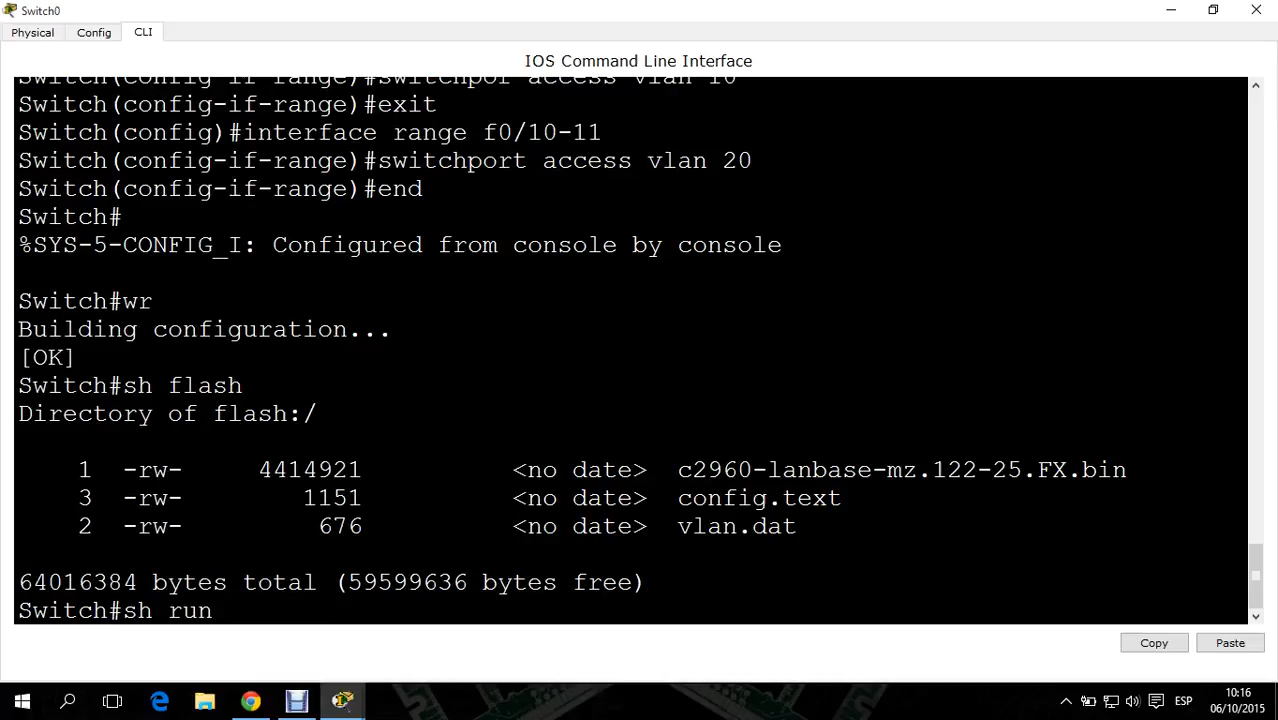 Switch0
Physical Config CLI
IOS Command Line Interface
Switch(config-if-range)#switchpor access vlan 10
Switch(config-if-range)#exit
Switch(config)#interface range f0/10-11
Switch(config-if-range)#switchport access vlan 20
Switch(config-if-range)#end
Switch#
%SYS-5-CONFIG_I: Configured from console by console
Switch#wr
Building configuration...
[OK]
Switch#sh flash
Directory of flash:/
1 -rw- 4414921 <no date> c2960-lanbase-mz.122-25.FX.bin
3 -rw- 1151 <no date> config.text
2 -rw- 676 <no date> vlan.dat
64016384 bytes total (59599636 bytes free)
Switch#sh run
Copy Paste
ESP
10:16
06/10/2015